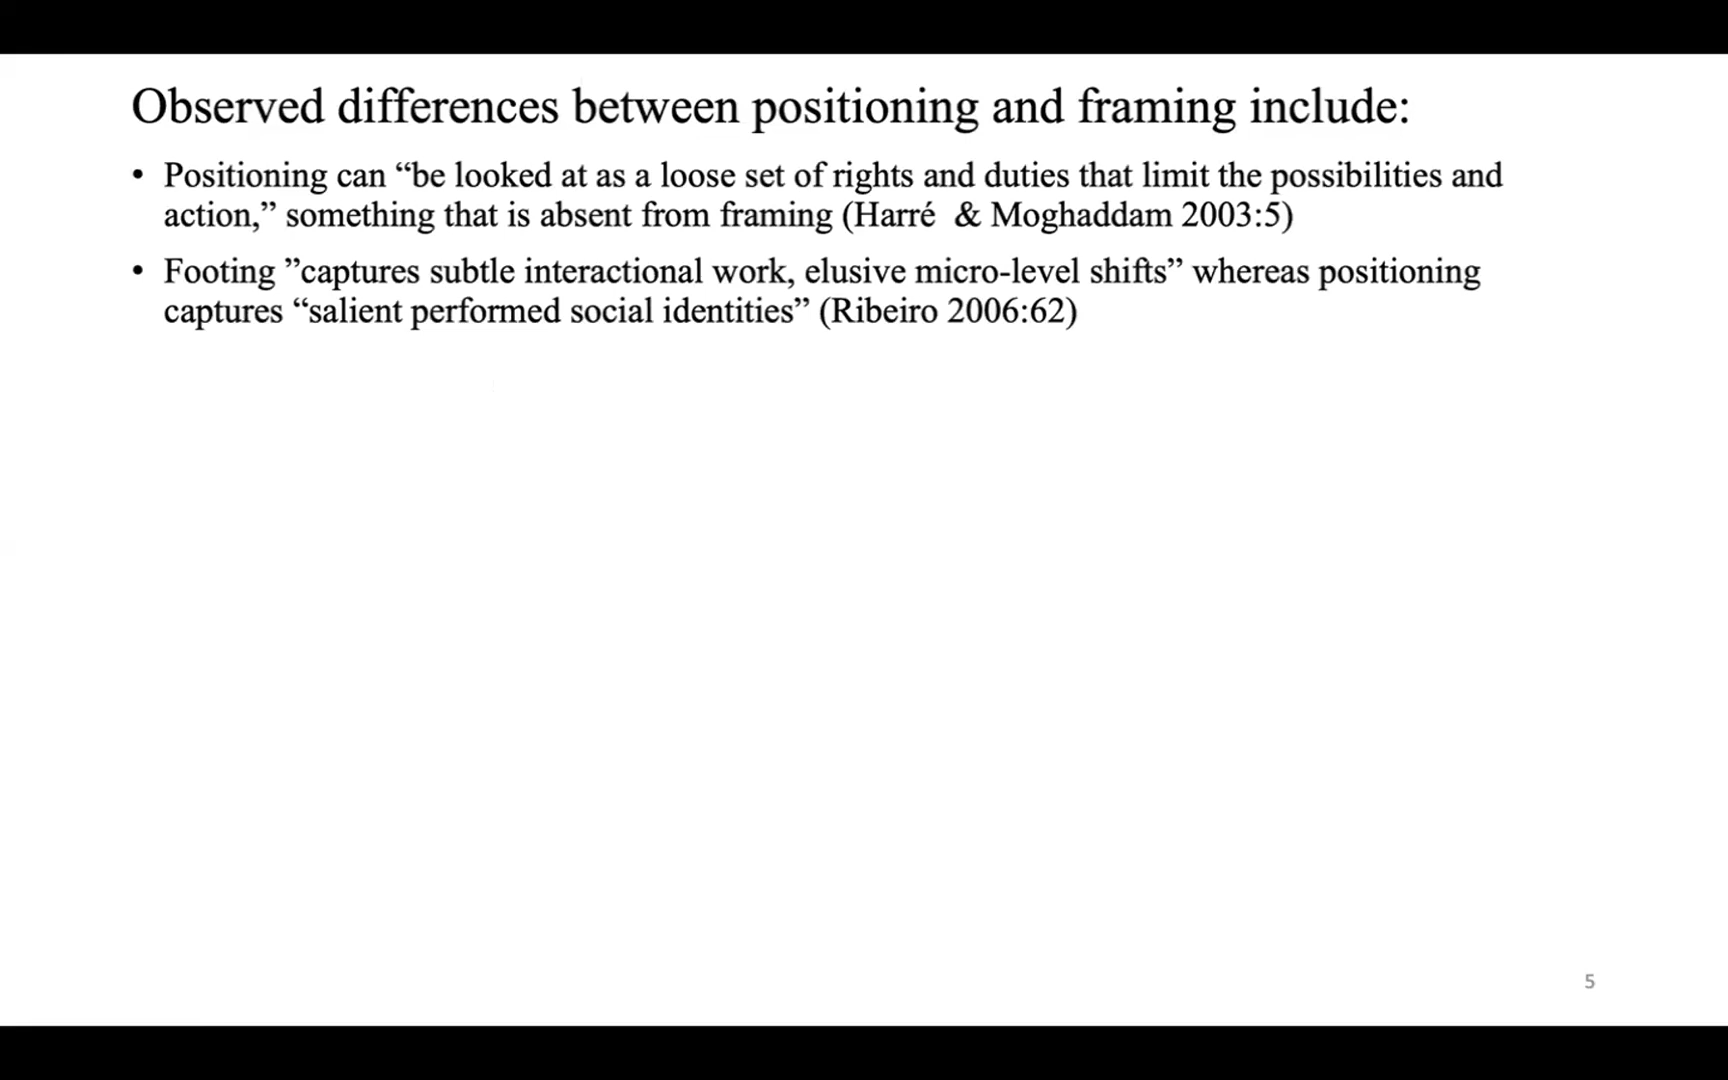 Observed differences between positioning and framing include:
• Positioning can “be looked at as a loose set of rights and duties that limit the possibilities and
action,” something that is absent from framing (Harré  & Moghaddam 2003:5)
• Footing ”captures subtle interactional work, elusive micro-level shifts” whereas positioning
captures “salient performed social identities” (Ribeiro 2006:62)
5